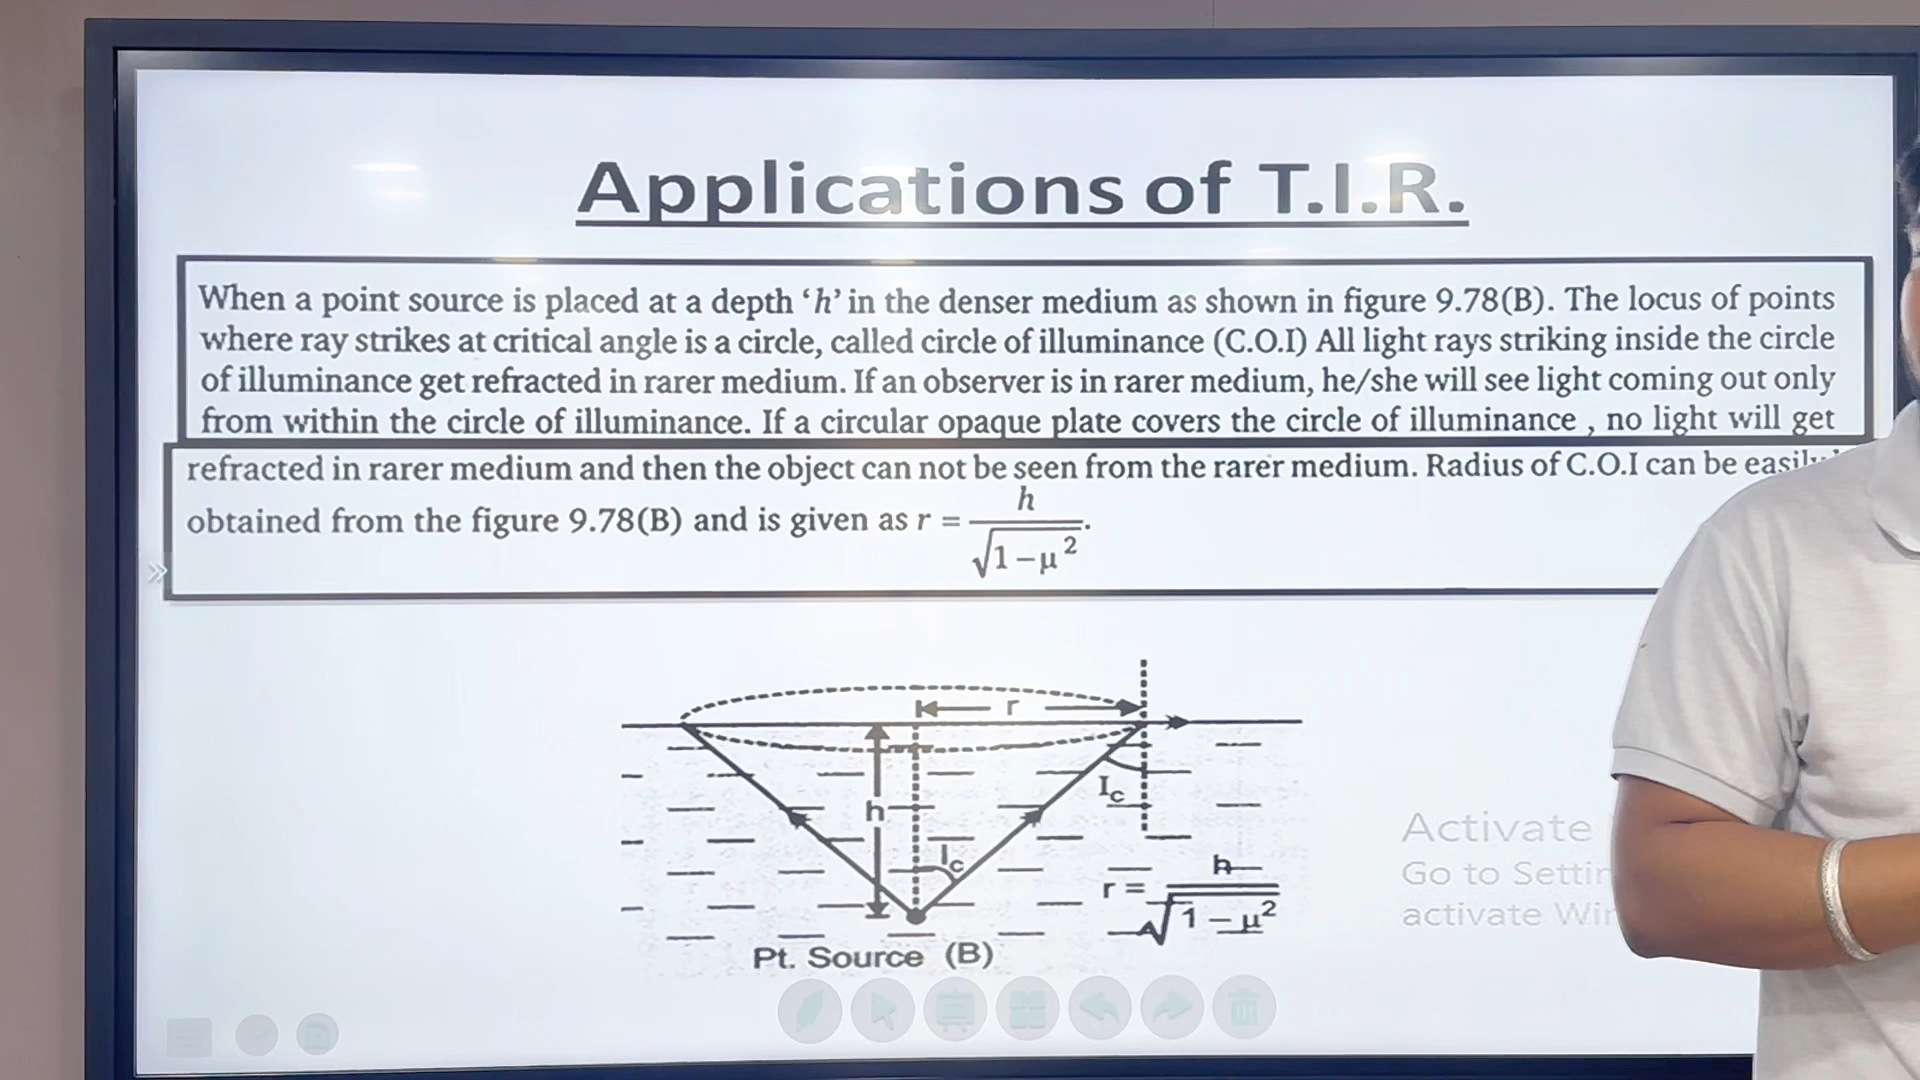 Applications of T.I.R.
When a point source is placed at a depth ‘h’ in the denser medium as shown in figure 9.78(B). The locus of points
where ray strikes at critical angle is a circle, called circle of illuminance (C.O.I) All light rays striking inside the circle
of illuminance get refracted in rarer medium. If an observer is in rarer medium, he/she will see light coming out only
from within the circle of illuminance. If a circular opaque plate covers the circle of illuminance , no light will get
refracted in rarer medium and then the object can not be seen from the rarer medium. Radius of C.O.I can be
obtained from the figure 9.78(B) and is given as r = h / √1 – μ².
r
h
Ic
Ic
r = h / √1 – μ²
Pt. Source (B)
Activate
Go to
activate